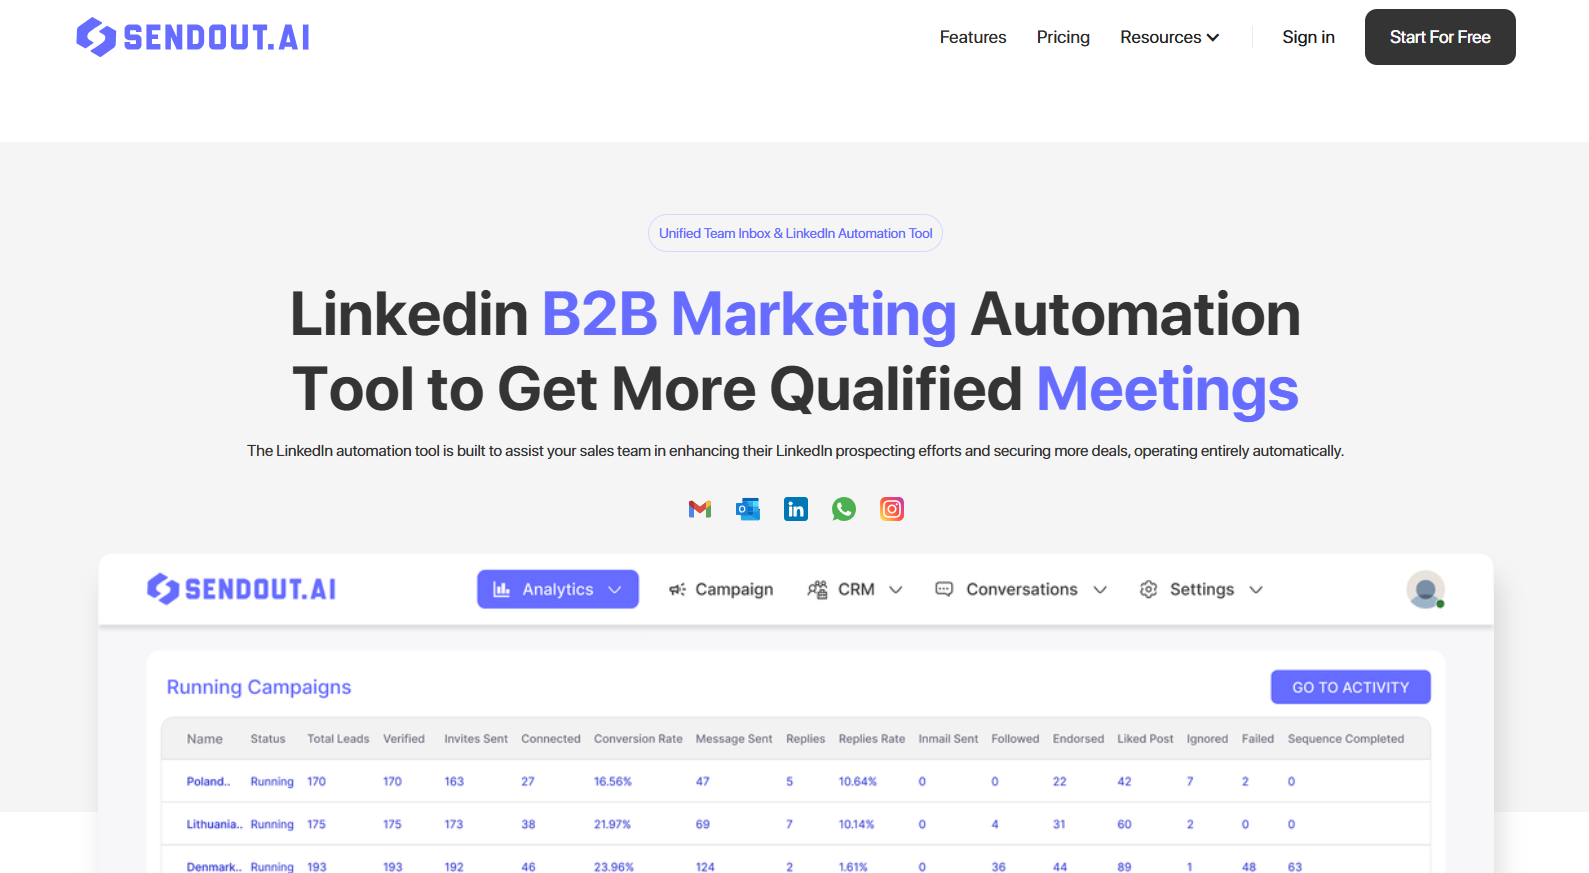 SENDOUT.AI Features Pricing Resources Sign in Start For Free
Unified Team Inbox & LinkedIn Automation Tool
Linkedin B2B Marketing Automation
Tool to Get More Qualified Meetings
The LinkedIn automation tool is built to assist your sales team in enhancing their LinkedIn prospecting efforts and securing more deals, operating entirely automatically.
SENDOUT.AI Analytics Campaign CRM Conversations Settings
Running Campaigns GO TO ACTIVITY
Name Status Total Leads Verified Invites Sent Connected Conversion Rate Message Sent Replies Replies Rate Inmail Sent Followed Endorsed Liked Post Ignored Failed Sequence Completed
Poland.. Running 170 170 163 27 16.56% 47 5 10.64% 0 0 22 42 7 2 0
Lithuania.. Running 175 175 173 38 21.97% 69 7 10.14% 0 4 31 60 2 0 0
Denmark.. Running 193 193 192 46 23.96% 124 2 1.61% 0 36 44 89 1 48 63